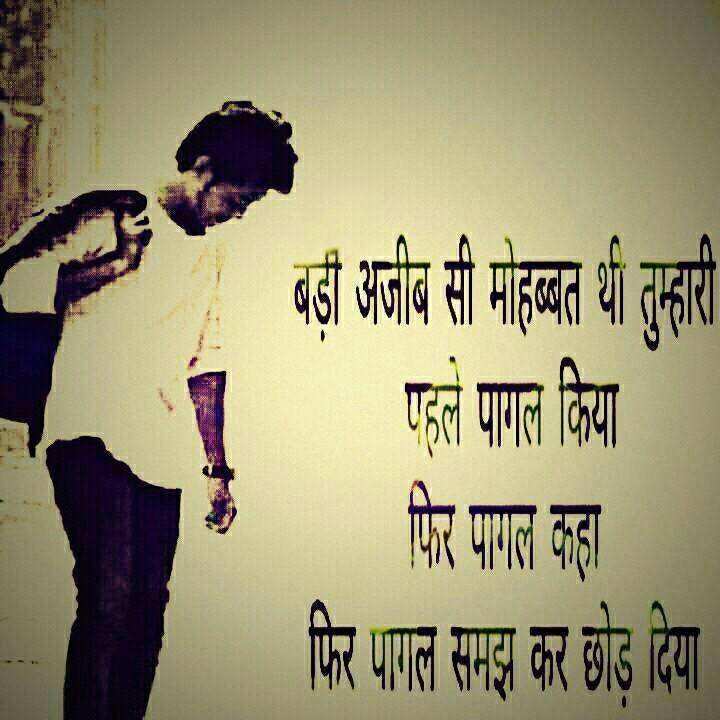 बड़ी अजीब सी मोहब्बत थी तुम्हारी
पहले पागल किया
फिर पागल कहा
फिर पागल समझ कर छोड़ दिया